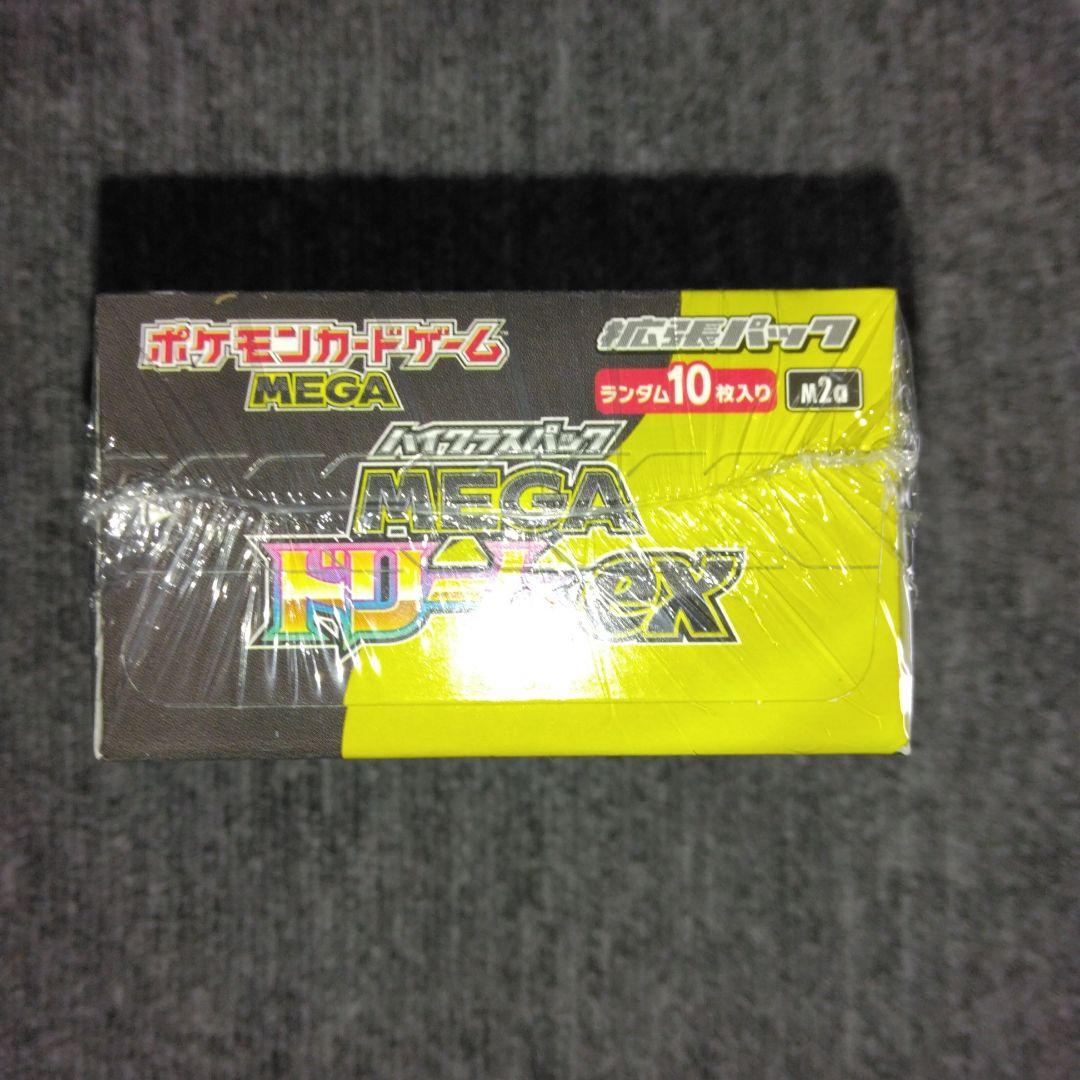 ポケモンカードゲーム
MEGA
拡張パック
ランダム10枚入り M2a
ハイクラスパック
MEGA
ドリームex